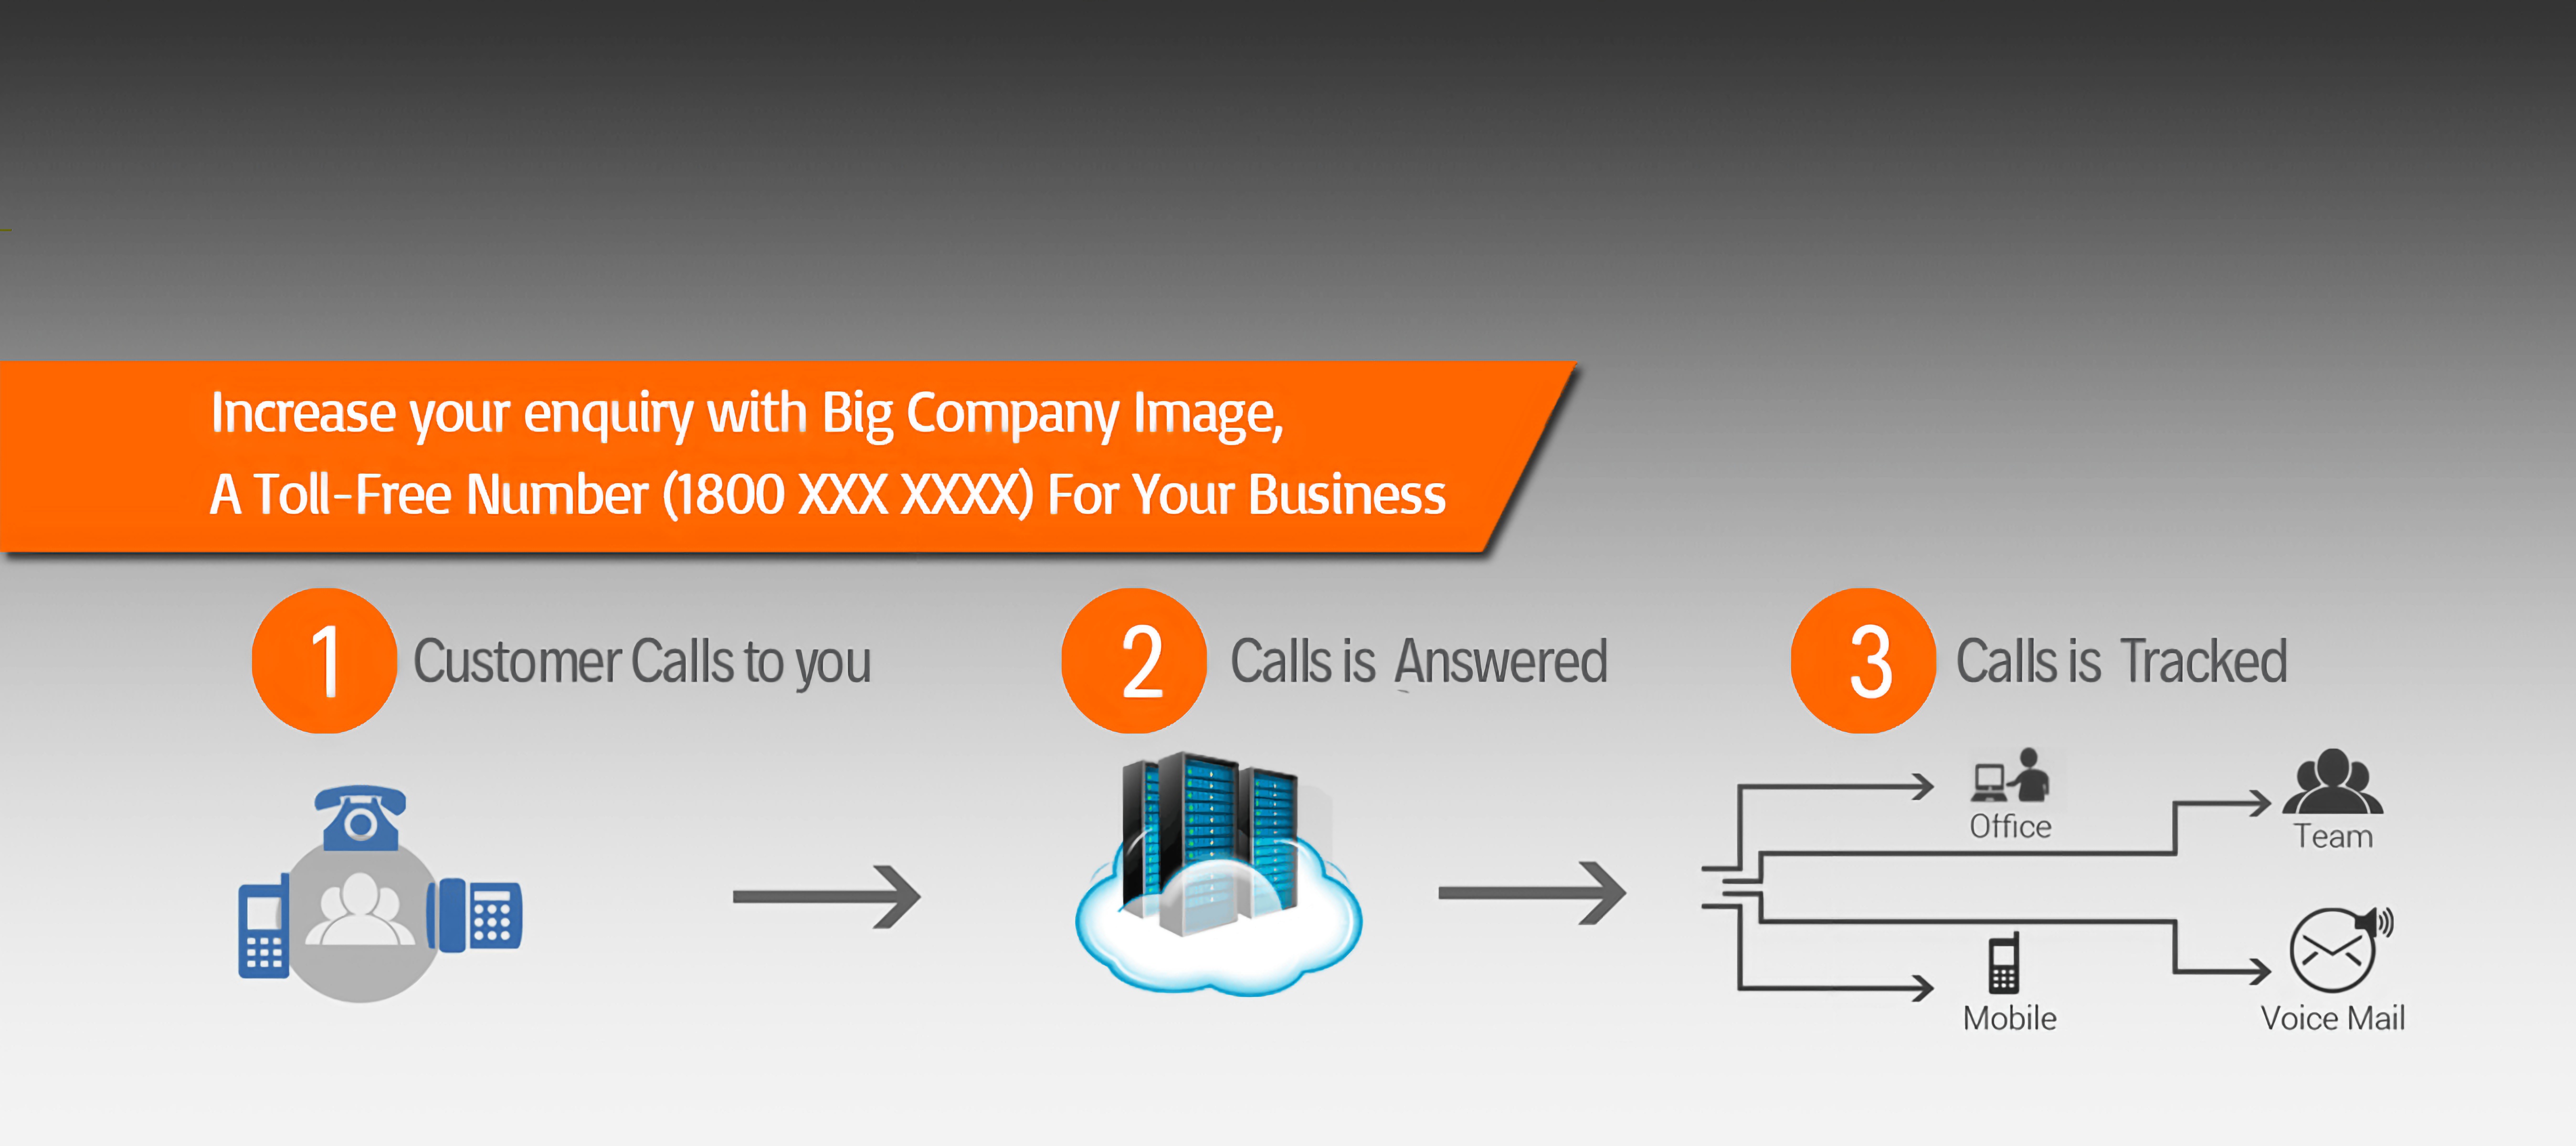 Increase your enquiry with Big Company Image,
A Toll-Free Number (1800 XXX XXXX) For Your Business
1 Customer Calls to you
2 Calls is Answered
3 Calls is Tracked
Office
Team
Mobile
Voice Mail